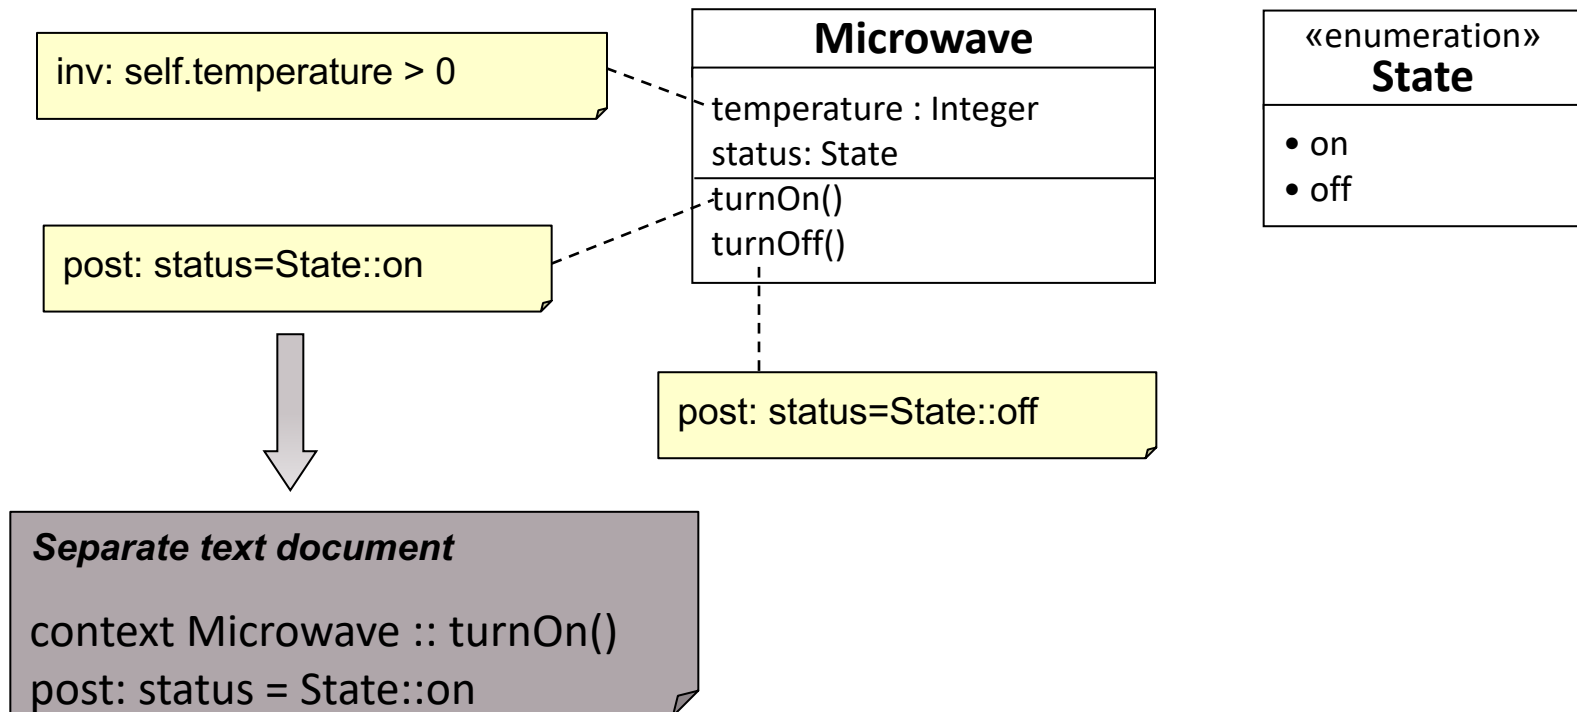 inv: self.temperature > 0
Microwave
temperature : Integer
status: State
turnOn()
turnOff()
«enumeration»
State
• on
• off
post: status=State::on
post: status=State::off
Separate text document
context Microwave :: turnOn()
post: status = State::on